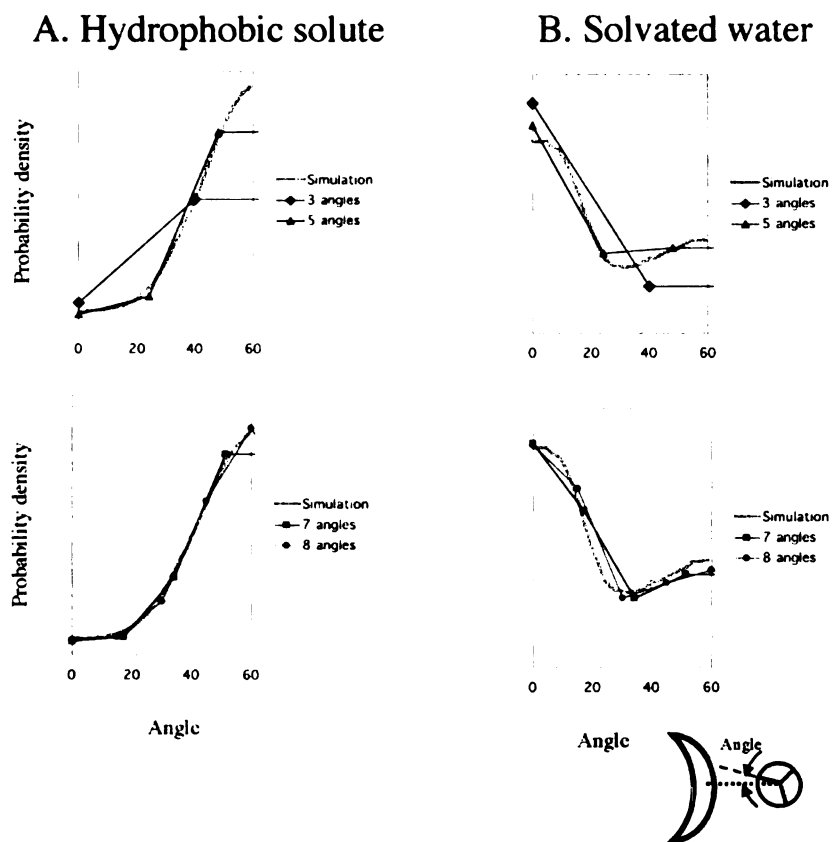 A. Hydrophobic solute
B. Solvated water
Probability density
Simulation
3 angles
5 angles
0 20 40 60
Simulation
3 angles
5 angles
0 20 40 60
Probability density
Simulation
7 angles
8 angles
0 20 40 60
Angle
Simulation
7 angles
8 angles
0 20 40 60
Angle
Angle